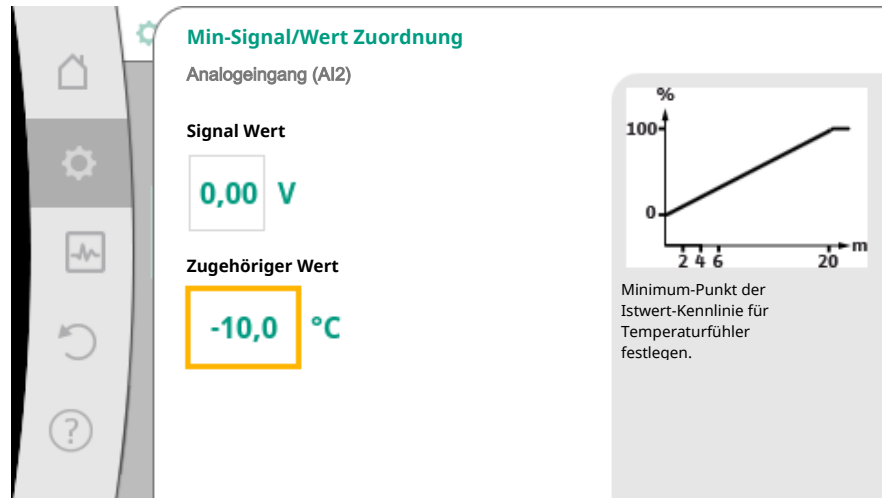 Min-Signal/Wert Zuordnung
Analogeingang (AI2)
Signal Wert
0,00 V
Zugehöriger Wert
-10,0 °C
%
100
0
2 4 6 20 m
Minimum-Punkt der
Istwert-Kennlinie für
Temperaturfühler
festlegen.
?